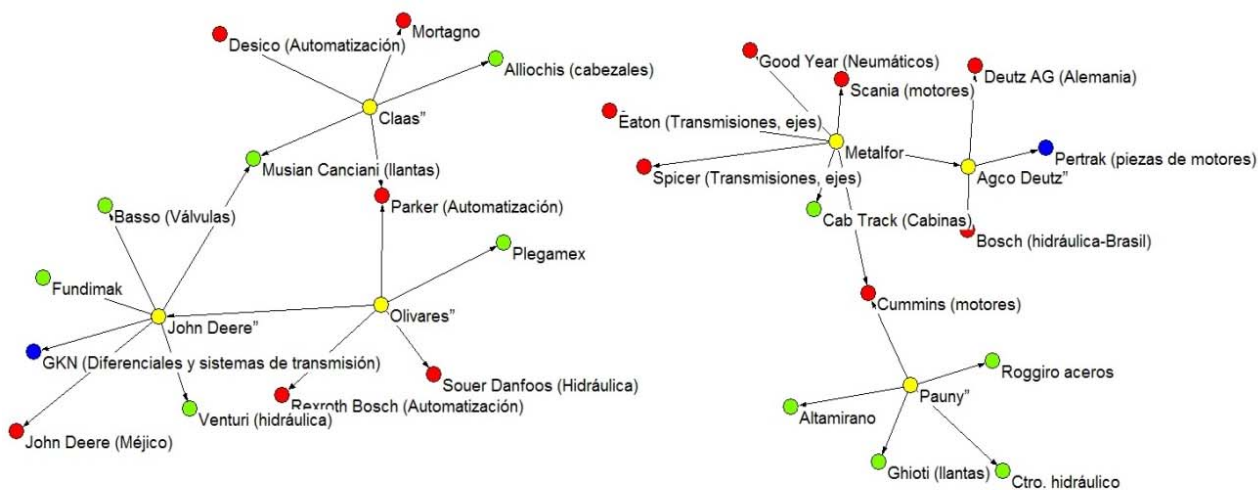 Desico (Automatización)
Mortagno
Alliochis (cabezales)
Claas”
Musian Canciani (llantas)
Parker (Automatización)
Basso (Válvulas)
Plegamex
Fundimak
John Deere”
Olivares”
GKN (Diferenciales y sistemas de transmisión)
Souer Danfoos (Hidráulica)
Rexroth Bosch (Automatización)
Venturi (hidráulica)
John Deere (Méjico)
Good Year (Neumáticos)
Deutz AG (Alemania)
Scania (motores)
Eaton (Transmisiones, ejes)
Metalfor
Pertrak (piezas de motores)
Spicer (Transmisiones, ejes)
Agco Deutz”
Cab Track (Cabinas)
Bosch (hidráulica-Brasil)
Cummins (motores)
Roggiro aceros
Pauny”
Altamirano
Ghioti (llantas)
Ctro. hidráulico